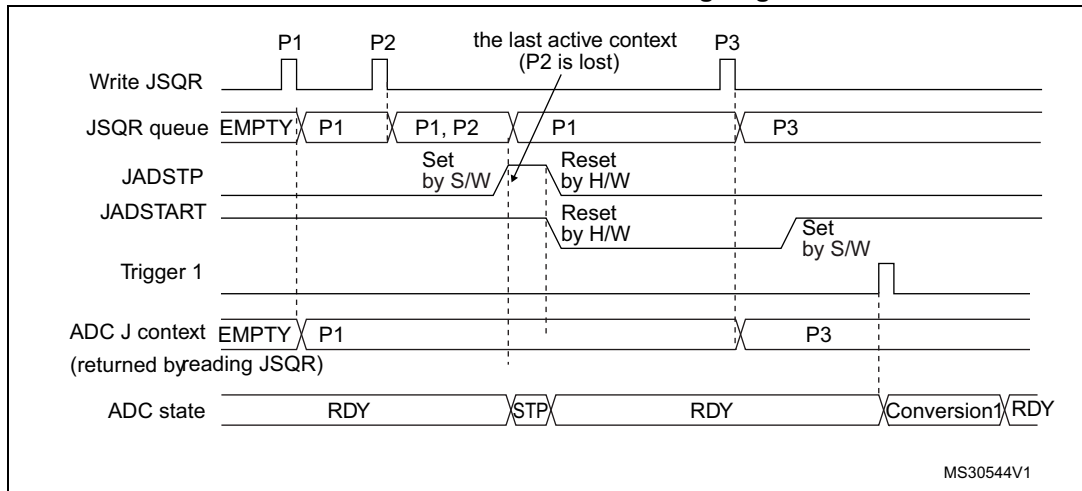 P1 P2 the last active context P3
(P2 is lost)
Write JSQR
JSQR queue EMPTY P1 P1, P2 P1 P3
Set Reset
by S/W by H/W
JADSTP
JADSTART Reset
by H/W Set
by S/W
Trigger 1
ADC J context EMPTY P1 P3
(returned by reading JSQR)
ADC state RDY STP RDY Conversion1 RDY
MS30544V1